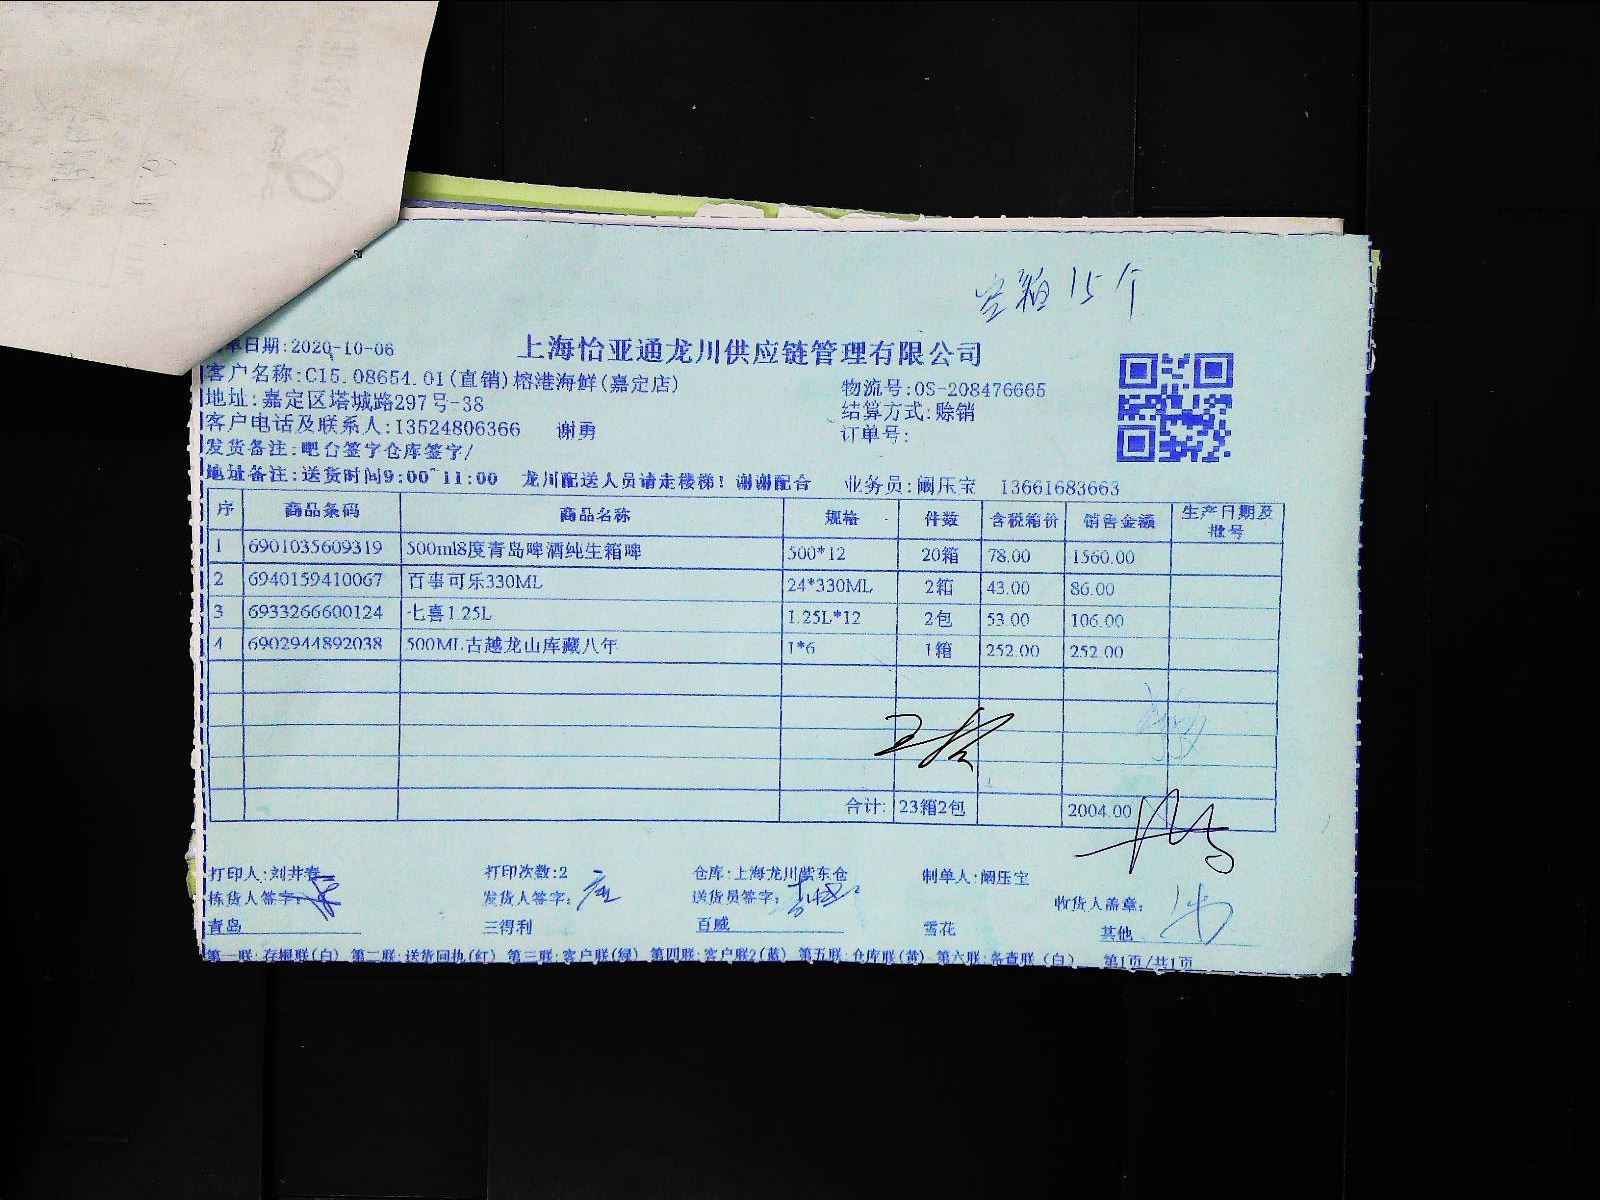 空箱15个
单日期:2020-10-06
上海怡亚通龙川供应链管理有限公司
客户名称:C15.08654.01(直销)榕港海鲜(嘉定店)
物流号:OS-208476665
地址:嘉定区塔城路297号-38
结算方式:赊销
客户电话及联系人:13524806366 谢勇
订单号:
发货备注:吧台签字仓库签字/
地址备注:送货时间9:00~11:00 龙川配送人员请走楼梯!谢谢配合 业务员:阚压宝 13661683663
序 商品条码 商品名称 规格 件数 含税箱价 销售金额 生产日期及批号
1 6901035609319 500ml8度青岛啤酒纯生箱啤 500*12 20箱 78.00 1560.00
2 6940159410067 百事可乐330ML 24*330ML 2箱 43.00 86.00
3 6933266600124 七喜1.25L 1.25L*12 2包 53.00 106.00
4 6902944892038 500ML古越龙山库藏八年 1*6 1箱 252.00 252.00
合计: 23箱2包 2004.00
打印人:刘井春 打印次数:2 仓库:上海龙川紫东仓 制单人:阚压宝
拣货人签字: 发货人签字: 送货员签字: 收货人盖章:
青岛 三得利 百威 雪花 其他
第一联:存根联(白) 第二联:送货回执(红) 第三联:客户联(绿) 第四联:客户联2(蓝) 第五联:仓库联(黄) 第六联:备查联(白) 第1页/共1页